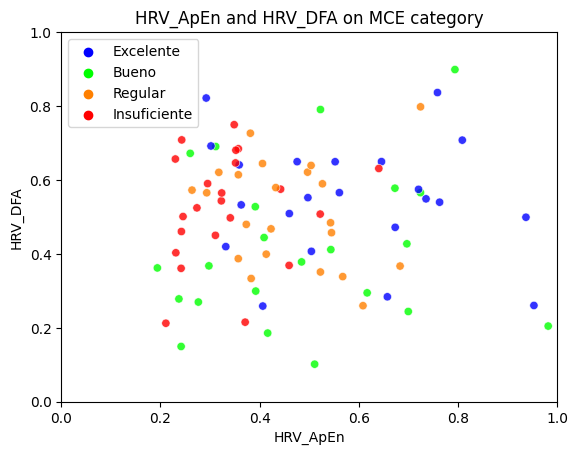 HRV_ApEn and HRV_DFA on MCE category
Excelente
Bueno
Regular
Insuficiente
HRV_DFA
1.0
0.8
0.6
0.4
0.2
0.0
0.0 0.2 0.4 0.6 0.8 1.0
HRV_ApEn